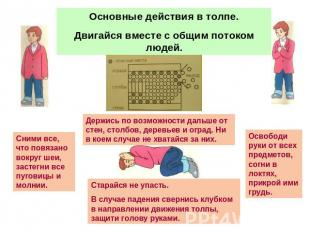 Основные действия в толпе.
Двигайся вместе с общим потоком
людей.
Держись по возможности дальше от
стен, столбов, деревьев и оград. Ни
в коем случае не хватайся за них.
Сними все,
что повязано
вокруг шеи,
застегни все
пуговицы и
молнии.
Освободи
руки от всех
предметов,
согни в
локтях,
прикрой ими
грудь.
Старайся не упасть.
В случае падения свернись клубком
в направлении движения толпы,
защити голову руками.